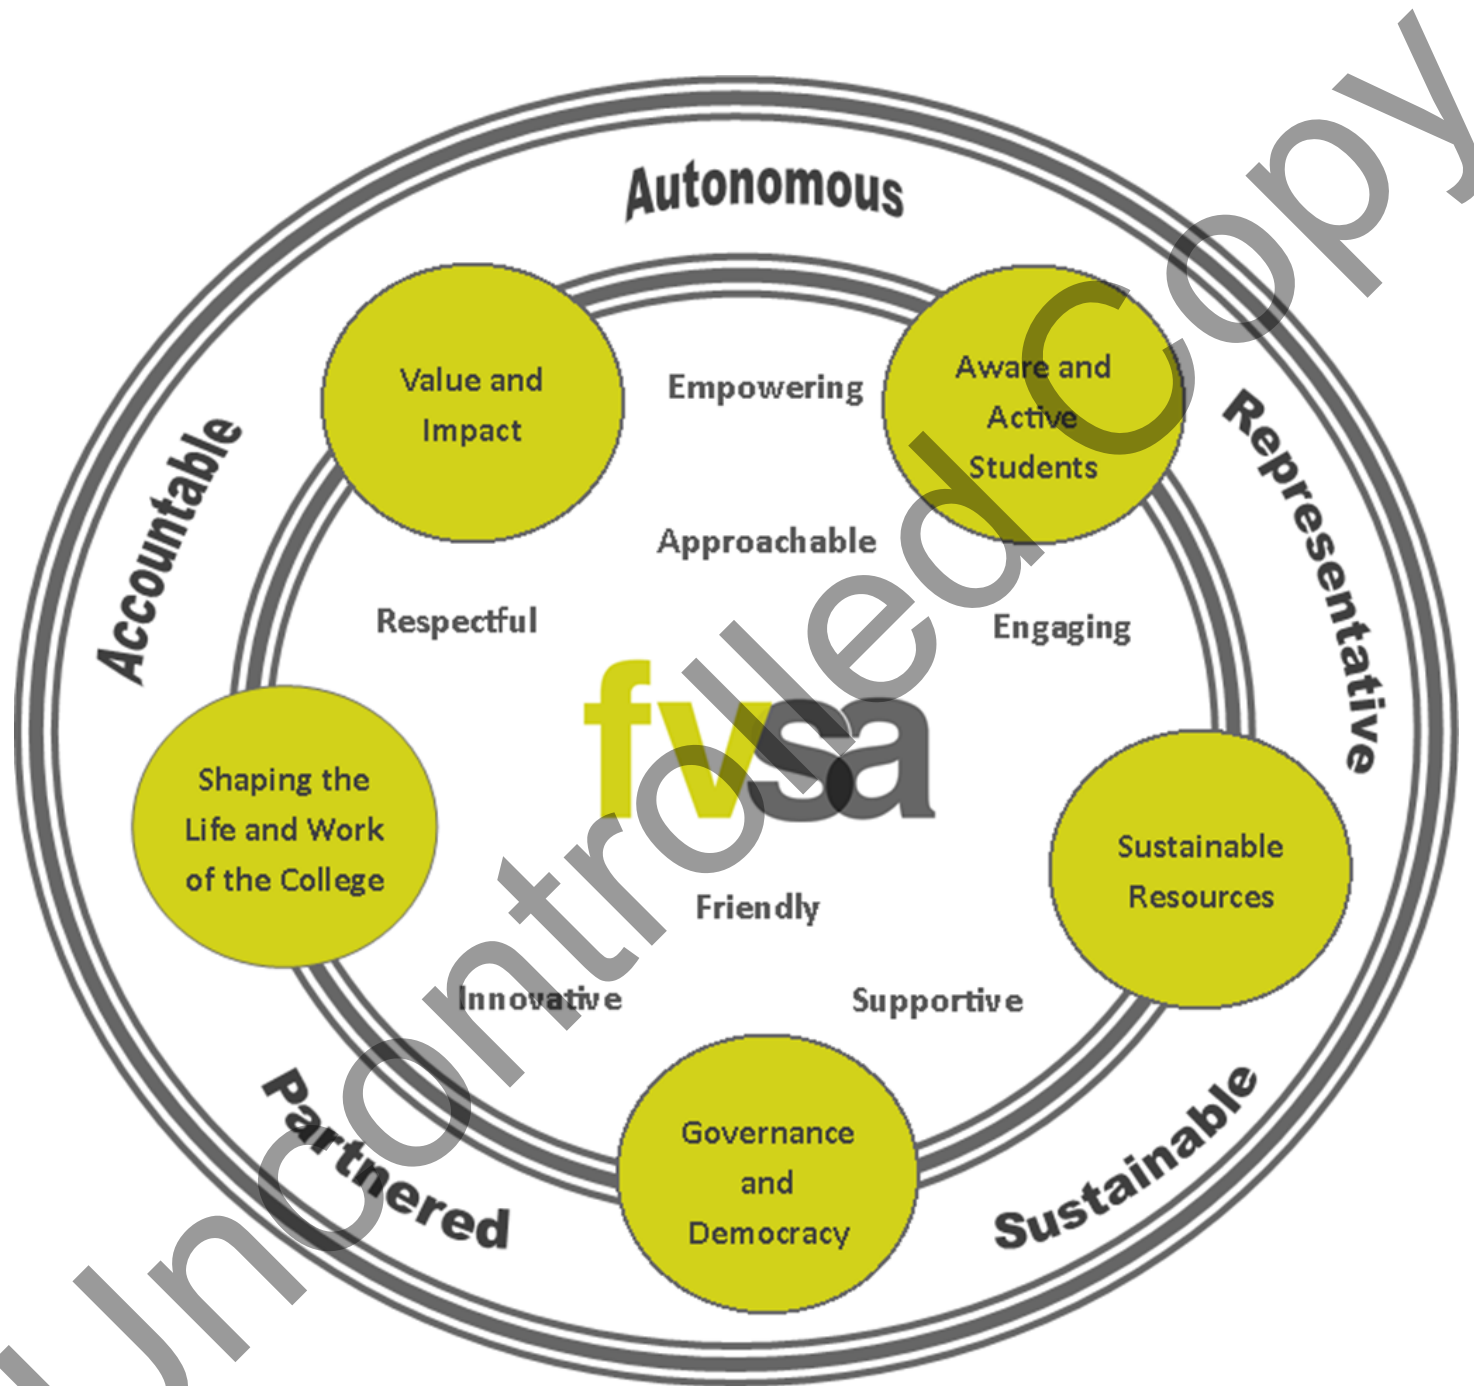 Autonomous
Value and
Impact
Empowering
Aware and
Active
Students
Accountable
Representative
Approachable
Respectful
Engaging
fvsa
Shaping the
Life and Work
of the College
Sustainable
Resources
Friendly
Innovative
Supportive
Partnered
Governance
and
Democracy
Sustainable
Uncontrolled Copy